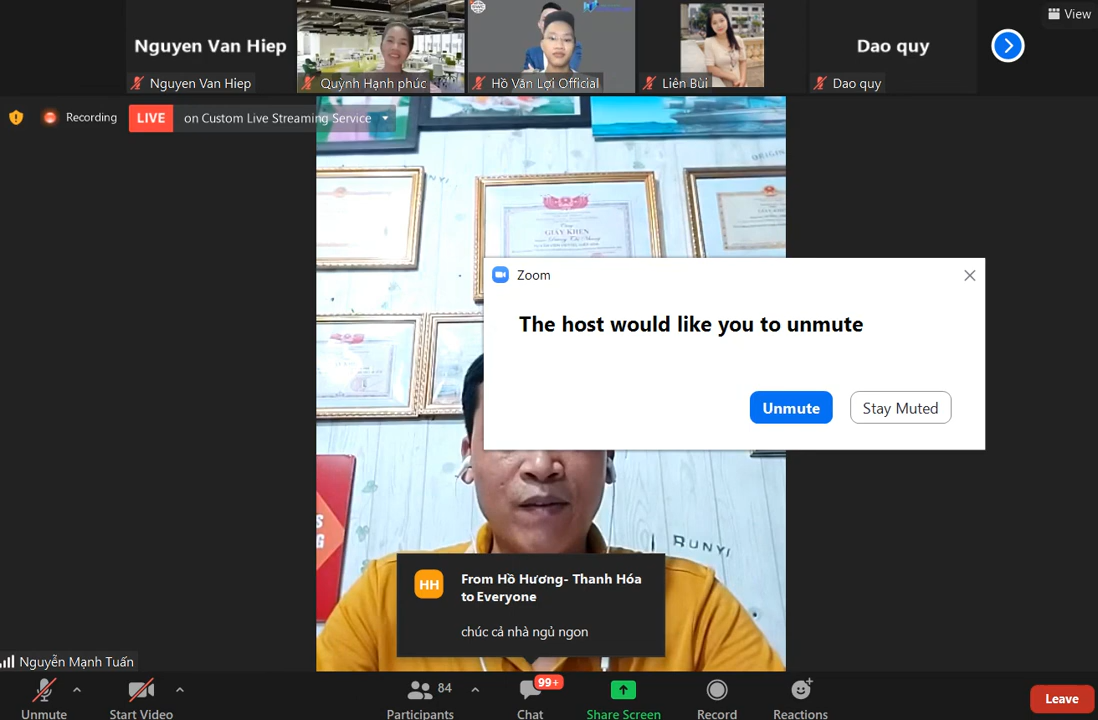 View
Nguyen Van Hiep
Dao quy
Nguyen Van Hiep
Quỳnh Hạnh phúc
Hồ Văn Lợi Official
Liên Bùi
Dao quy
Recording
LIVE on Custom Live Streaming Service
GIẤY KHEN
Zoom
The host would like you to unmute
Unmute
Stay Muted
RUNYI
HH
From Hồ Hương- Thanh Hóa
to Everyone
chúc cả nhà ngủ ngon
Nguyễn Mạnh Tuấn
84
99+
Unmute
Start Video
Participants
Chat
Share Screen
Record
Reactions
Leave